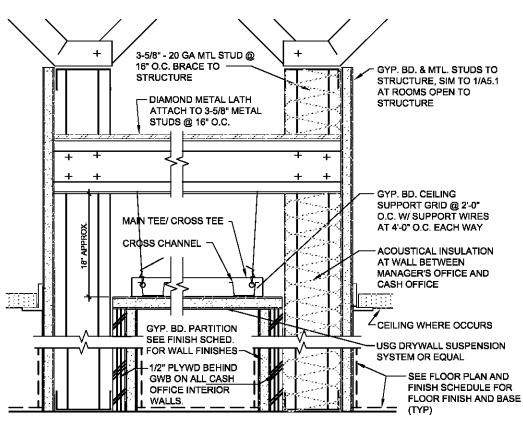 3-5/8" - 20 GA MTL STUD @
16" O.C. BRACE TO
STRUCTURE
DIAMOND METAL LATH
ATTACH TO 3-5/8" METAL
STUDS @ 16" O.C.
MAIN TEE/ CROSS TEE
CROSS CHANNEL
18" APPROX.
GYP. BD. PARTITION
SEE FINISH SCHED.
FOR WALL FINISHES
1/2" PLYWD BEHIND
GWB ON ALL CASH
OFFICE INTERIOR
WALLS.
GYP. BD. & MTL. STUDS TO
STRUCTURE, SIM TO 1/A5.1
AT ROOMS OPEN TO
STRUCTURE
GYP. BD. CEILING
SUPPORT GRID @ 2'-0"
O.C. W/ SUPPORT WIRES
AT 4'-0" O.C. EACH WAY
ACOUSTICAL INSULATION
AT WALL BETWEEN
MANAGER'S OFFICE AND
CASH OFFICE
CEILING WHERE OCCURS
USG DRYWALL SUSPENSION
SYSTEM OR EQUAL
SEE FLOOR PLAN AND
FINISH SCHEDULE FOR
FLOOR FINISH AND BASE
(TYP)